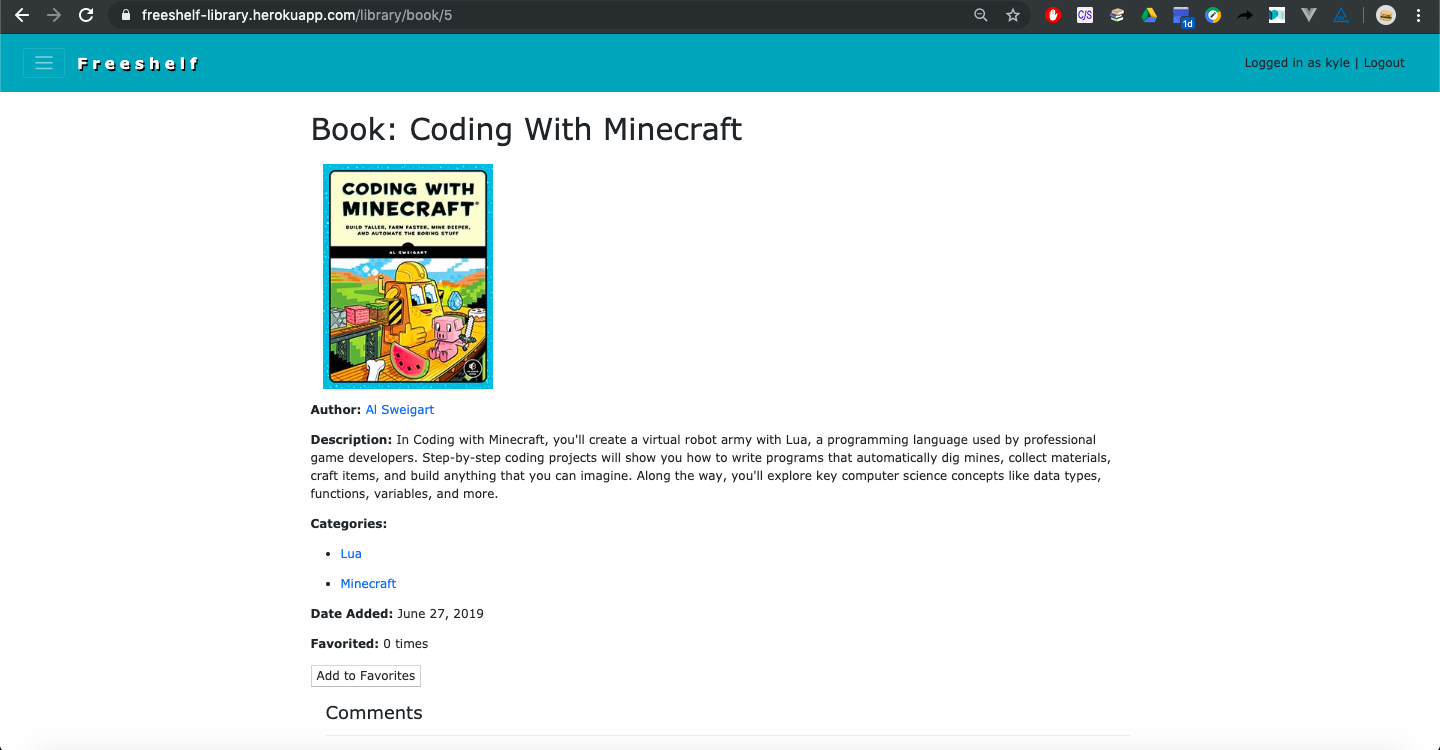 freeshelf-library.herokuapp.com/library/book/5
C/S
1d
Freeshelf
Logged in as kyle | Logout
Book: Coding With Minecraft
CODING WITH
MINECRAFT®
BUILD TALLER, FARM FASTER, MINE DEEPER,
AND AUTOMATE THE BORING STUFF
AL SWEIGART
Author: Al Sweigart
Description: In Coding with Minecraft, you'll create a virtual robot army with Lua, a programming language used by professional
game developers. Step-by-step coding projects will show you how to write programs that automatically dig mines, collect materials,
craft items, and build anything that you can imagine. Along the way, you'll explore key computer science concepts like data types,
functions, variables, and more.
Categories:
• Lua
• Minecraft
Date Added: June 27, 2019
Favorited: 0 times
Add to Favorites
Comments